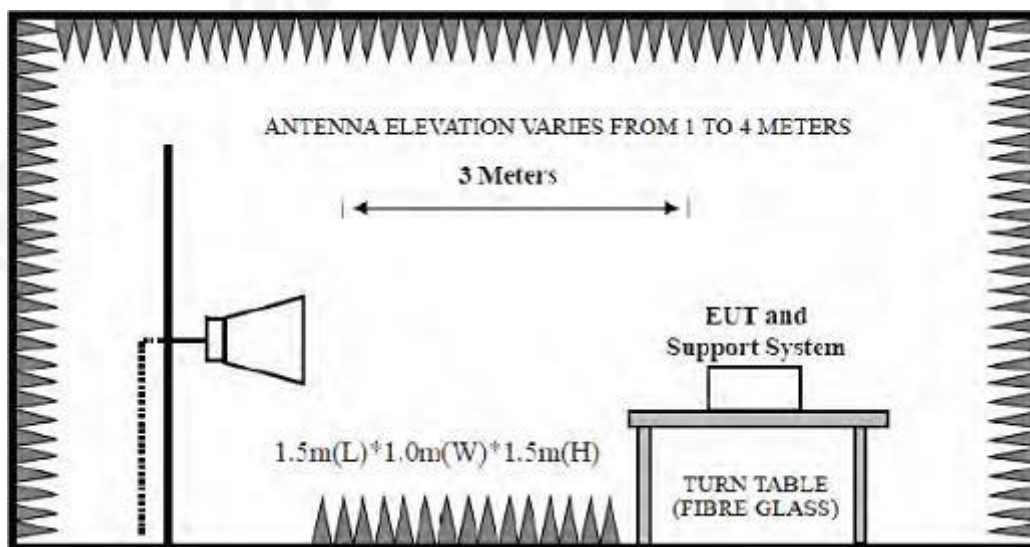 ANTENNA ELEVATION VARIES FROM 1 TO 4 METERS
3 Meters
EUT and
Support System
1.5m(L)*1.0m(W)*1.5m(H)
TURN TABLE
(FIBRE GLASS)